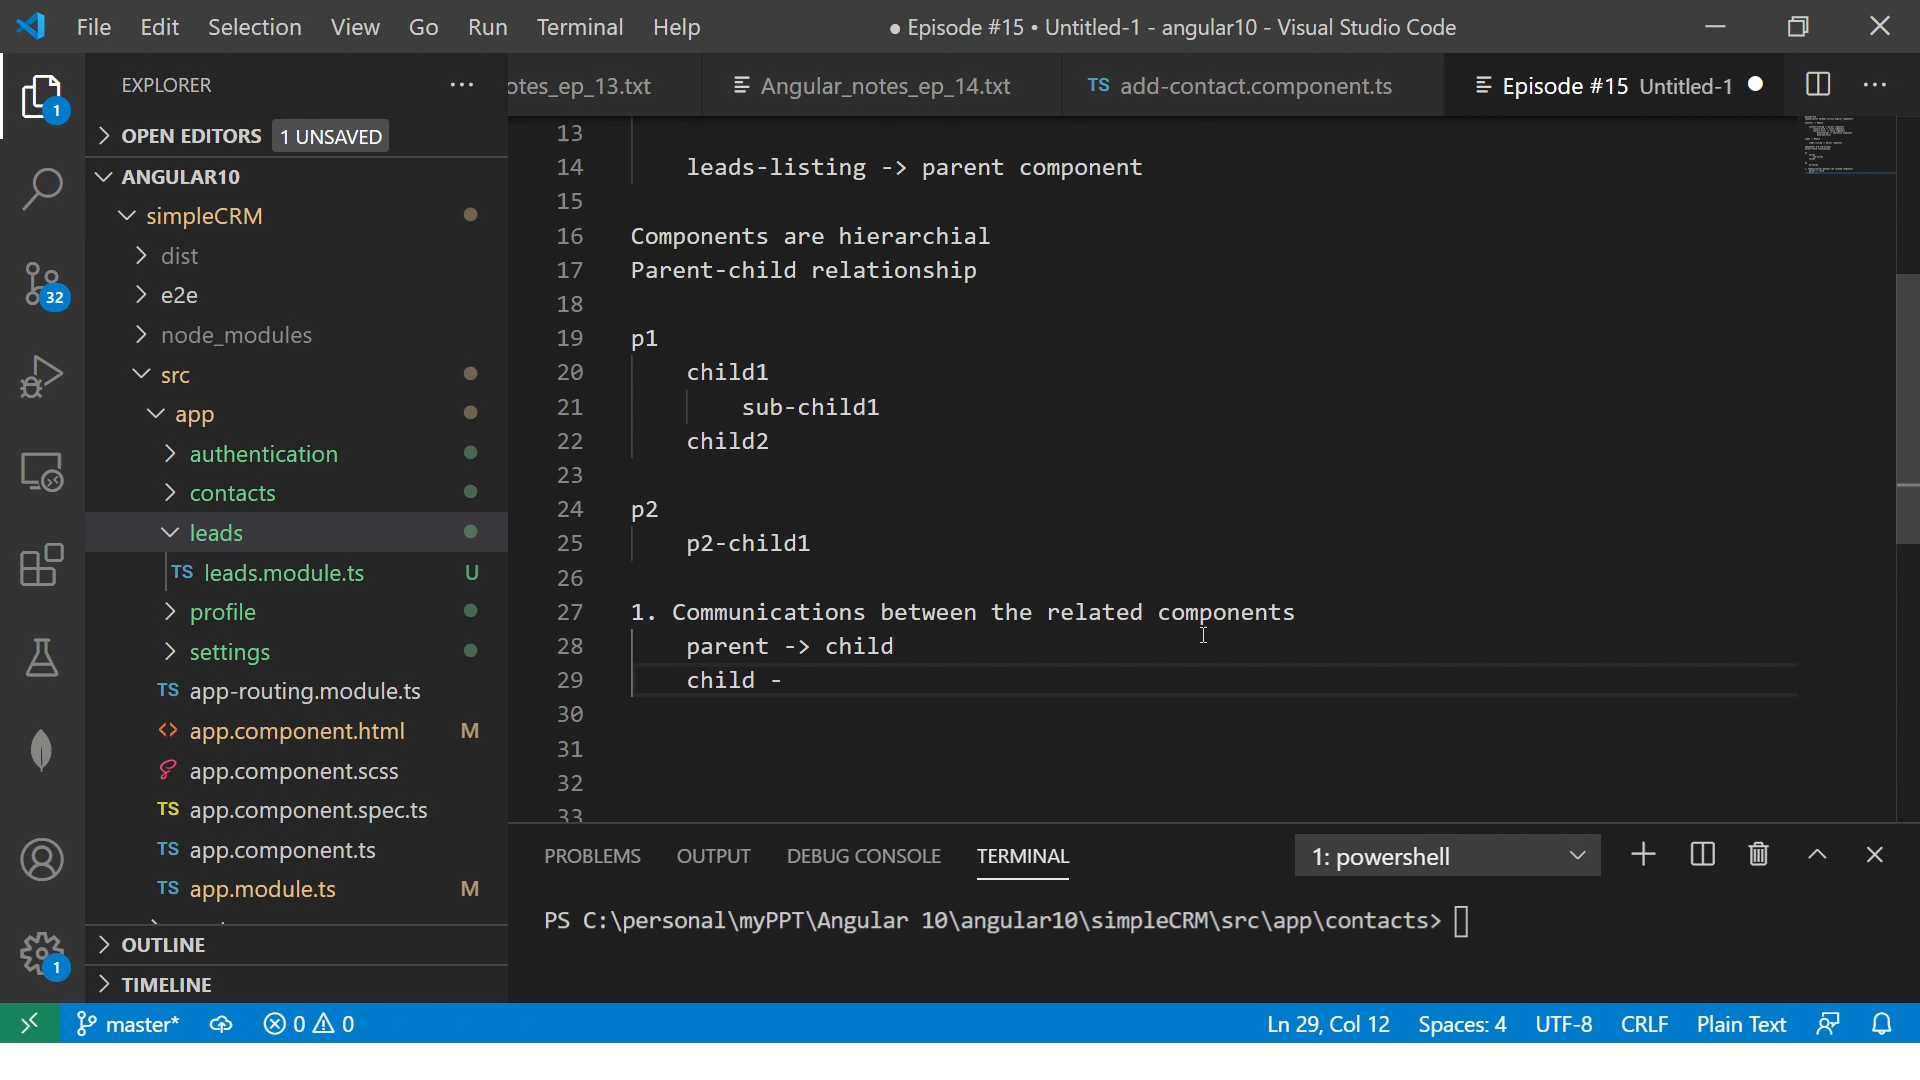 File Edit Selection View Go Run Terminal Help
● Episode #15 • Untitled-1 - angular10 - Visual Studio Code
EXPLORER
otes_ep_13.txt
Angular_notes_ep_14.txt
TS add-contact.component.ts
Episode #15 Untitled-1
1
OPEN EDITORS 1 UNSAVED
ANGULAR10
simpleCRM
dist
e2e
32
node_modules
src
app
authentication
contacts
leads
TS leads.module.ts U
profile
settings
TS app-routing.module.ts
<> app.component.html M
app.component.scss
TS app.component.spec.ts
TS app.component.ts
TS app.module.ts M
OUTLINE
1
TIMELINE
13
14 leads-listing -> parent component
15
16 Components are hierarchial
17 Parent-child relationship
18
19 p1
20 child1
21 sub-child1
22 child2
23
24 p2
25 p2-child1
26
27 1. Communications between the related components
28 parent -> child
29 child -
30
31
32
33
PROBLEMS OUTPUT DEBUG CONSOLE TERMINAL
1: powershell
PS C:\personal\myPPT\Angular 10\angular10\simpleCRM\src\app\contacts>
master* 0 0
Ln 29, Col 12 Spaces: 4 UTF-8 CRLF Plain Text